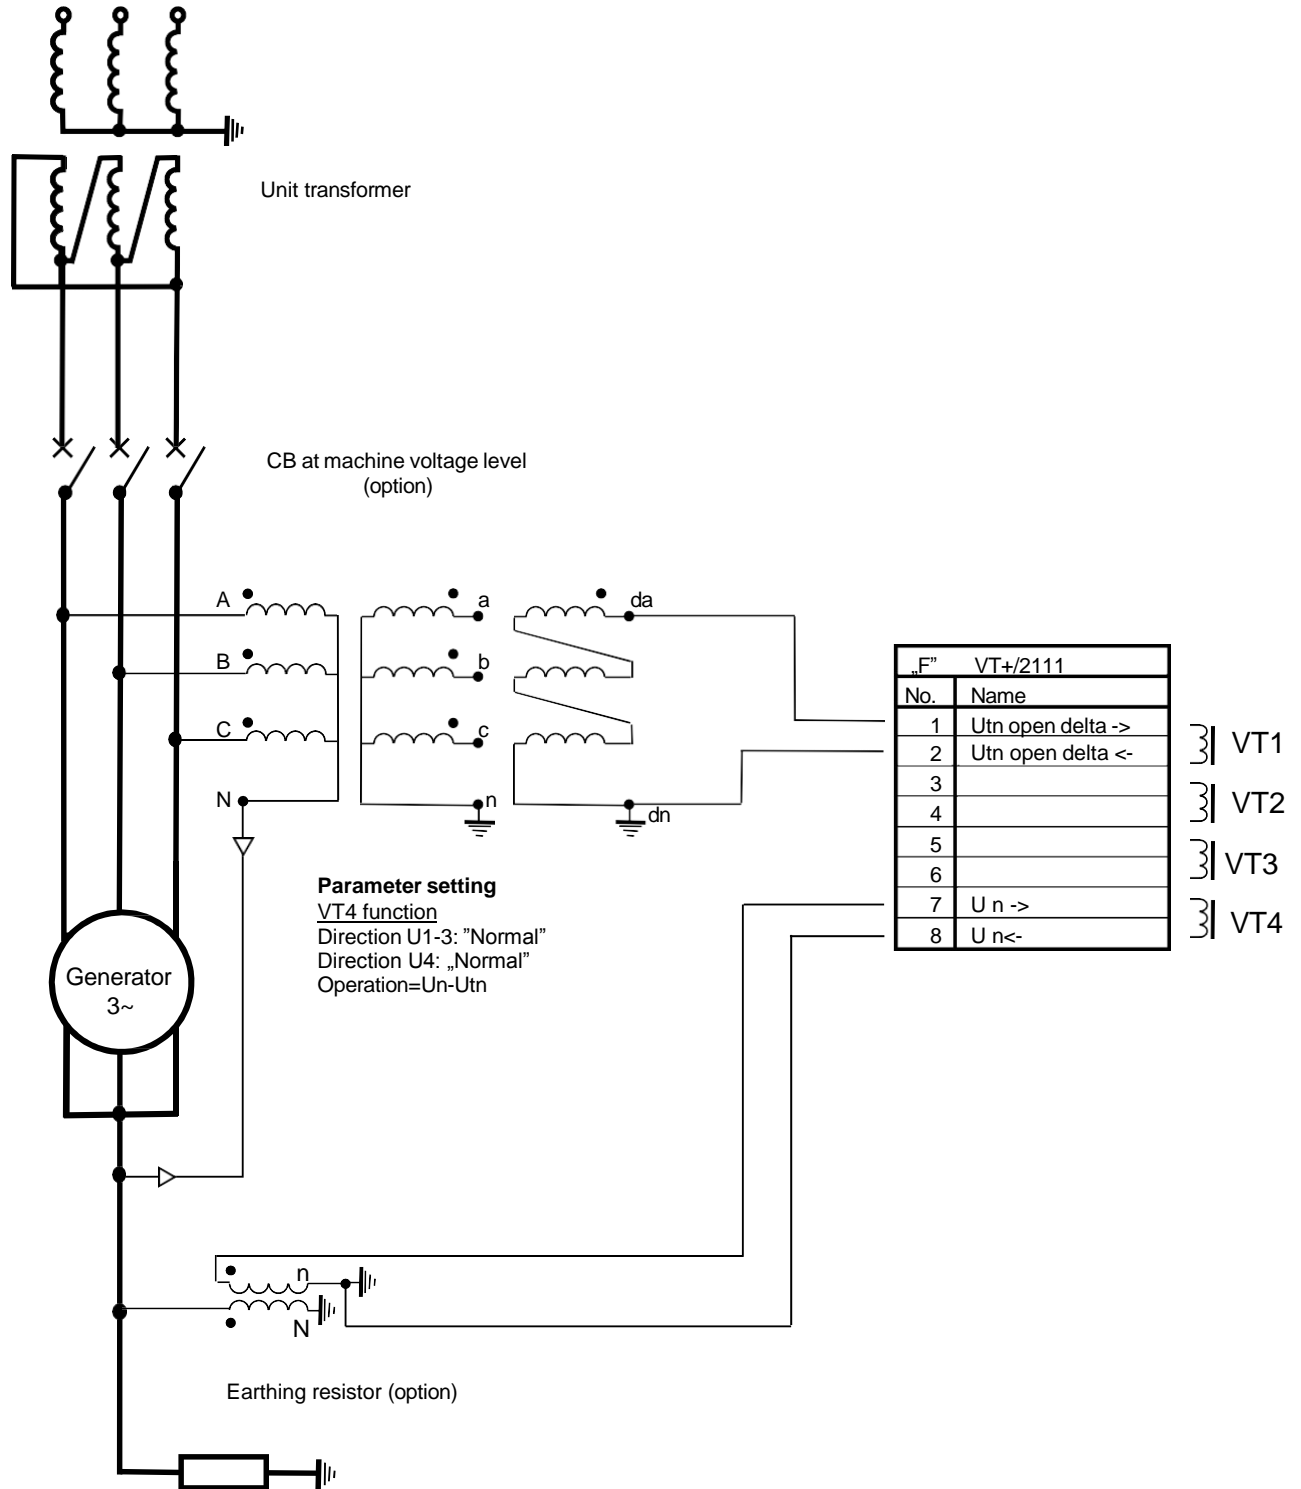 Unit transformer
CB at machine voltage level
(option)
A
a
da
B
b
C
c
N
n
dn
„F” VT+/2111
No. Name
1 Utn open delta ->
2 Utn open delta <-
3
4
5
6
7 U n ->
8 U n<-
VT1
VT2
VT3
VT4
Parameter setting
VT4 function
Direction U1-3: ”Normal”
Direction U4: „Normal”
Operation=Un-Utn
Generator
3~
n
N
Earthing resistor (option)